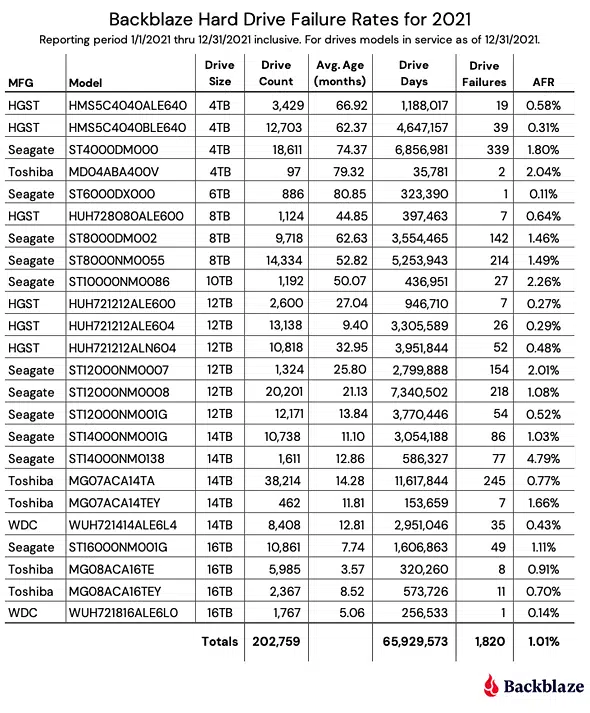 Backblaze Hard Drive Failure Rates for 2021
Reporting period 1/1/2021 thru 12/31/2021 inclusive. For drives models in service as of 12/31/2021.
MFG Model Drive Size Drive Count Avg. Age (months) Drive Days Drive Failures AFR
HGST HMS5C4040ALE640 4TB 3,429 66.92 1,188,017 19 0.58%
HGST HMS5C4040BLE640 4TB 12,703 62.37 4,647,157 39 0.31%
Seagate ST4000DM000 4TB 18,611 74.37 6,856,981 339 1.80%
Toshiba MD04ABA400V 4TB 97 79.32 35,781 2 2.04%
Seagate ST6000DX000 6TB 886 80.85 323,390 1 0.11%
HGST HUH728080ALE600 8TB 1,124 44.85 397,463 7 0.64%
Seagate ST8000DM002 8TB 9,718 62.63 3,554,465 142 1.46%
Seagate ST8000NM0055 8TB 14,334 52.82 5,253,943 214 1.49%
Seagate ST10000NM0086 10TB 1,192 50.07 436,951 27 2.26%
HGST HUH721212ALE600 12TB 2,600 27.04 946,710 7 0.27%
HGST HUH721212ALE604 12TB 13,138 9.40 3,305,589 26 0.29%
HGST HUH721212ALN604 12TB 10,818 32.95 3,951,844 52 0.48%
Seagate ST12000NM0007 12TB 1,324 25.80 2,799,888 154 2.01%
Seagate ST12000NM0008 12TB 20,201 21.13 7,340,502 218 1.08%
Seagate ST12000NM001G 12TB 12,171 13.84 3,770,446 54 0.52%
Seagate ST14000NM001G 14TB 10,738 11.10 3,054,188 86 1.03%
Seagate ST14000NM0138 14TB 1,611 12.86 586,327 77 4.79%
Toshiba MG07ACA14TA 14TB 38,214 14.28 11,617,844 245 0.77%
Toshiba MG07ACA14TEY 14TB 462 11.81 153,659 7 1.66%
WDC WUH721414ALE6L4 14TB 8,408 12.81 2,951,046 35 0.43%
Seagate ST16000NM001G 16TB 10,861 7.74 1,606,863 49 1.11%
Toshiba MG08ACA16TE 16TB 5,985 3.57 320,260 8 0.91%
Toshiba MG08ACA16TEY 16TB 2,367 8.52 573,726 11 0.70%
WDC WUH721816ALE6L0 16TB 1,767 5.06 256,533 1 0.14%
Totals 202,759 65,929,573 1,820 1.01%
Backblaze